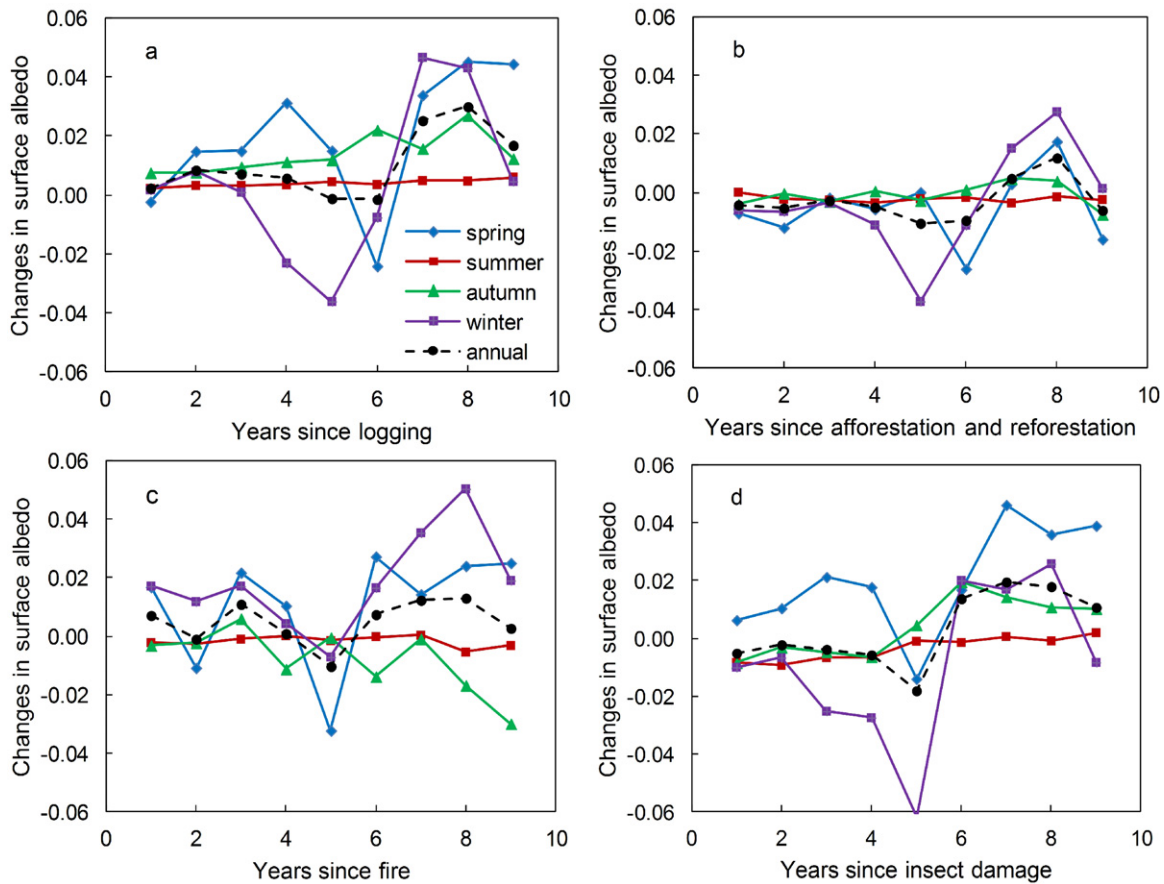 a
Changes in surface albedo
0.06
0.04
0.02
0.00
-0.02
-0.04
-0.06
spring
summer
autumn
winter
annual
0 2 4 6 8 10
Years since logging
b
Changes in surface albedo
0.06
0.04
0.02
0.00
-0.02
-0.04
-0.06
0 2 4 6 8 10
Years since afforestation and reforestation
c
Changes in surface albedo
0.06
0.04
0.02
0.00
-0.02
-0.04
-0.06
0 2 4 6 8 10
Years since fire
d
Changes in surface albedo
0.06
0.04
0.02
0.00
-0.02
-0.04
-0.06
0 2 4 6 8 10
Years since insect damage